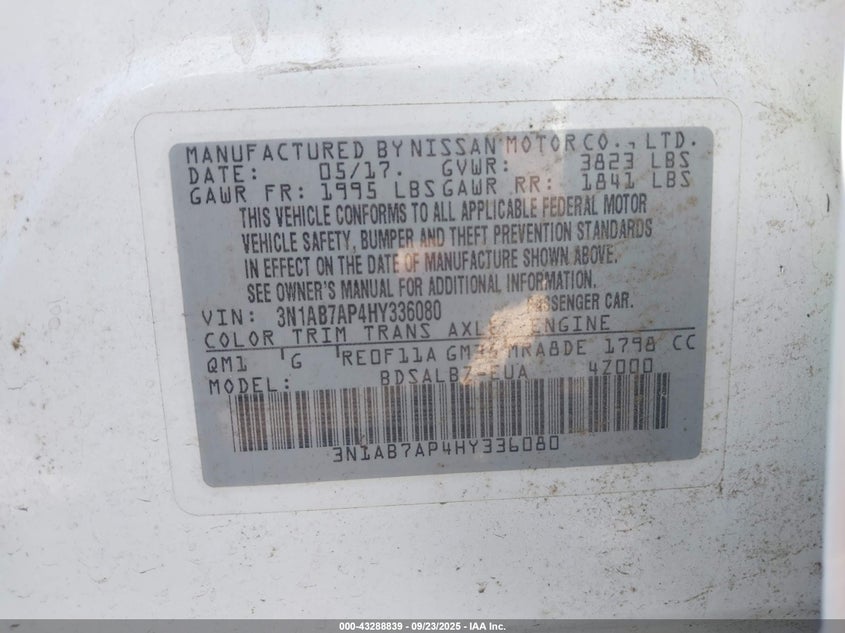 MANUFACTURED BY NISSAN MOTOR CO., LTD.
DATE: 05/17. GVWR: 3823 LBS
GAWR FR: 1995 LBS GAWR RR: 1841 LBS
THIS VEHICLE CONFORMS TO ALL APPLICABLE FEDERAL MOTOR
VEHICLE SAFETY, BUMPER AND THEFT PREVENTION STANDARDS
IN EFFECT ON THE DATE OF MANUFACTURE SHOWN ABOVE.
SEE OWNER'S MANUAL FOR ADDITIONAL INFORMATION.
VIN: 3N1AB7AP4HY336080 PASSENGER CAR.
COLOR TRIM TRANS AXLE ENGINE
QM1 G RE0F11A MRA8DE 1798 CC
MODEL: 4Z000
3N1AB7AP4HY336080
000-43288839 - 09/23/2025 - IAA Inc.